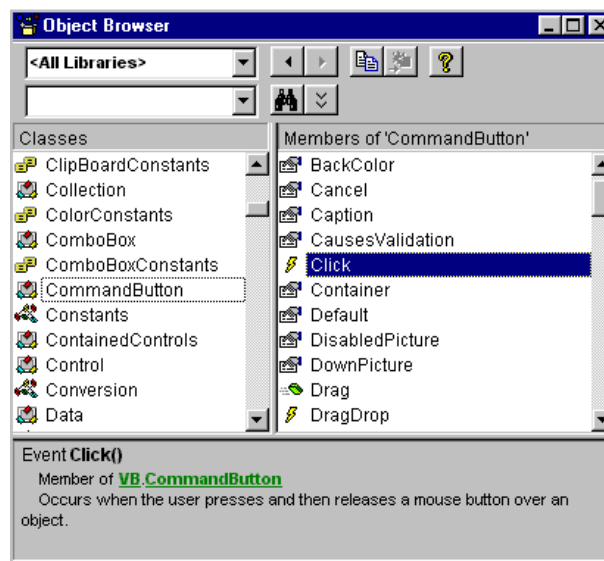 Object Browser
<All Libraries>
Classes
Members of 'CommandButton'
ClipBoardConstants
Collection
ColorConstants
ComboBox
ComboBoxConstants
CommandButton
Constants
ContainedControls
Control
Conversion
Data
BackColor
Cancel
Caption
CausesValidation
Click
Container
Default
DisabledPicture
DownPicture
Drag
DragDrop
Event Click()
Member of VB.CommandButton
Occurs when the user presses and then releases a mouse button over an
object.